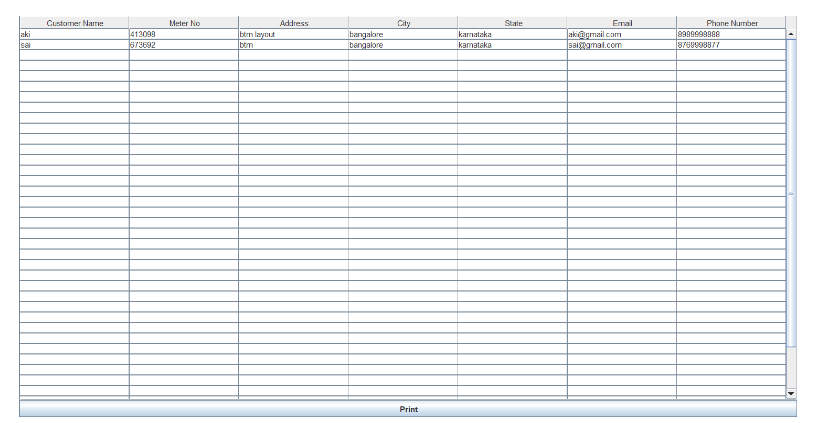 Customer Name Meter No Address City State Email Phone Number
aki 413098 btm layout bangalore karnataka aki@gmail.com 8989998888
sai 673692 btm bangalore karnataka sai@gmail.com 8769998877
Print